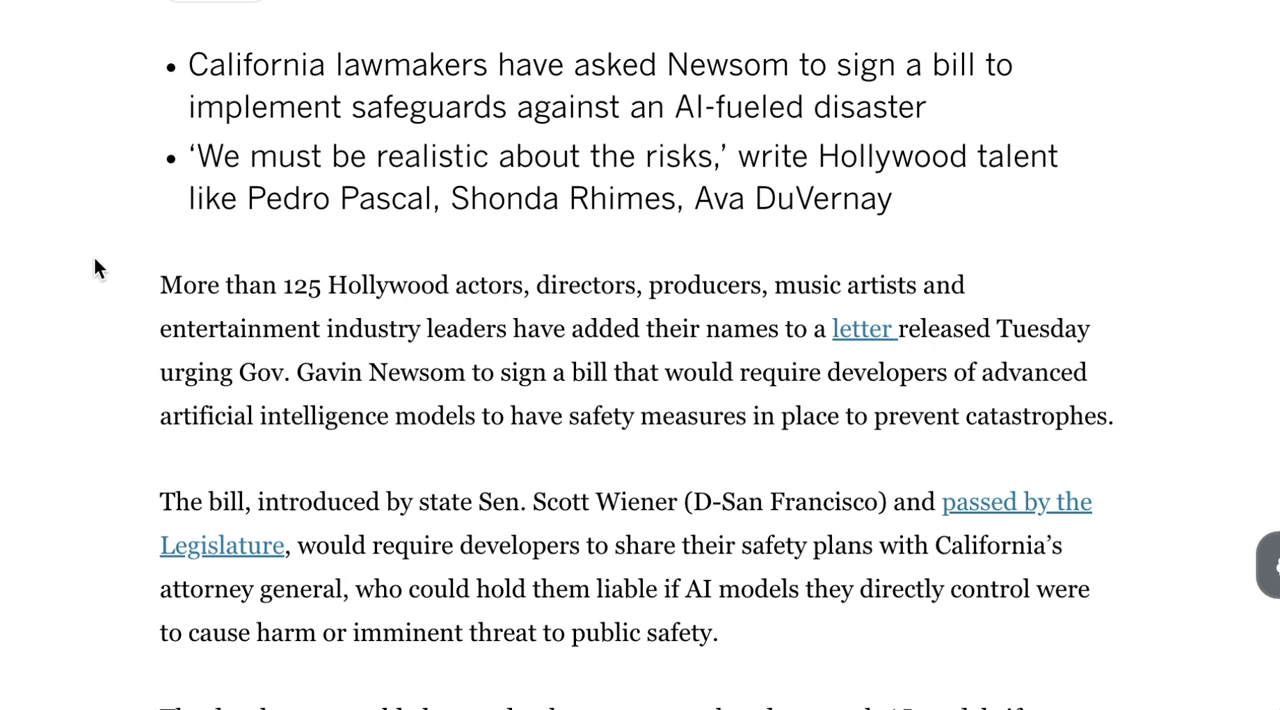 • California lawmakers have asked Newsom to sign a bill to
implement safeguards against an AI-fueled disaster
• ‘We must be realistic about the risks,’ write Hollywood talent
like Pedro Pascal, Shonda Rhimes, Ava DuVernay
More than 125 Hollywood actors, directors, producers, music artists and
entertainment industry leaders have added their names to a letter released Tuesday
urging Gov. Gavin Newsom to sign a bill that would require developers of advanced
artificial intelligence models to have safety measures in place to prevent catastrophes.
The bill, introduced by state Sen. Scott Wiener (D-San Francisco) and passed by the
Legislature, would require developers to share their safety plans with California’s
attorney general, who could hold them liable if AI models they directly control were
to cause harm or imminent threat to public safety.